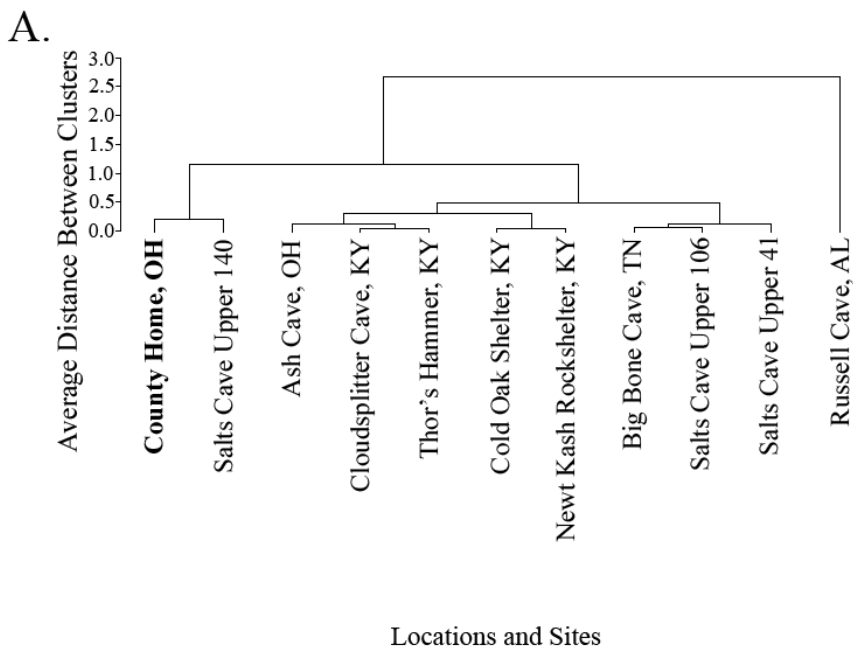 A.
Average Distance Between Clusters
3.0
2.5
2.0
1.5
1.0
0.5
0.0
County Home, OH
Salts Cave Upper 140
Ash Cave, OH
Cloudsplitter Cave, KY
Thor's Hammer, KY
Cold Oak Shelter, KY
Newt Kash Rockshelter, KY
Big Bone Cave, TN
Salts Cave Upper 106
Salts Cave Upper 41
Russell Cave, AL
Locations and Sites